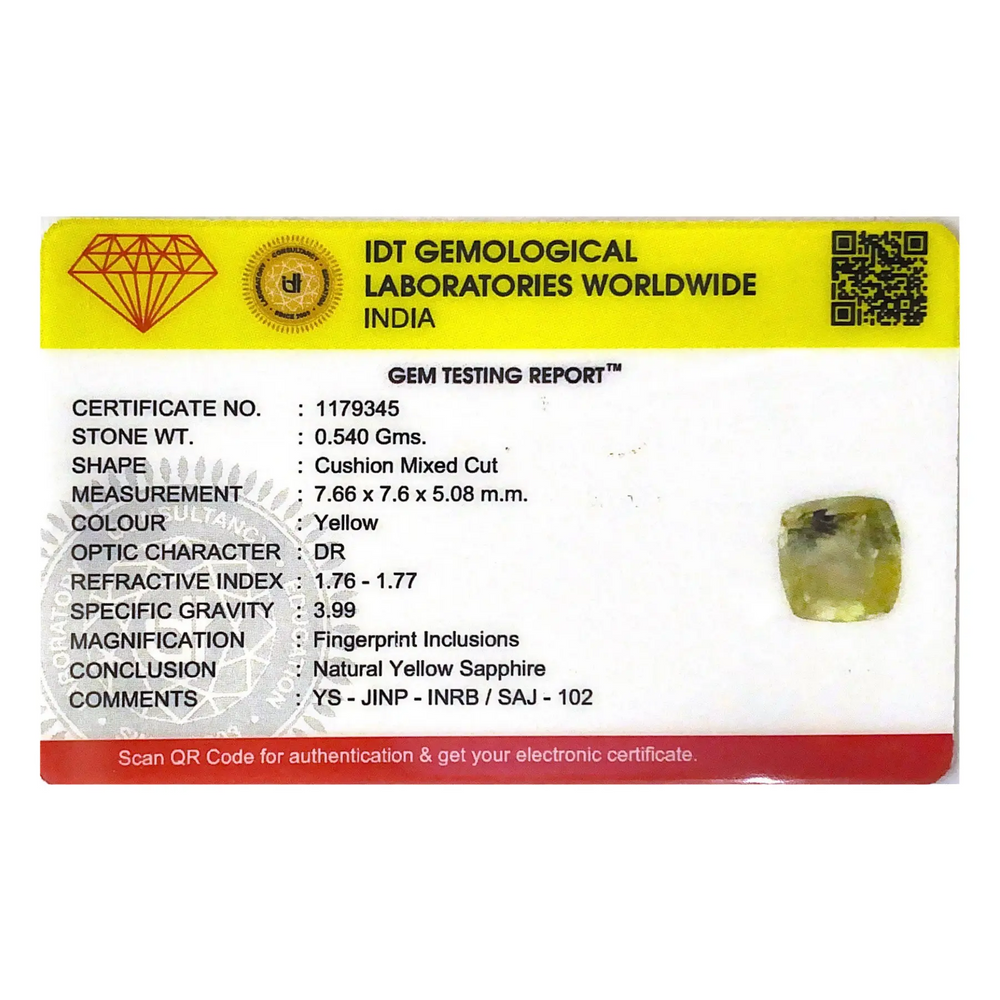 IDT GEMOLOGICAL
LABORATORIES WORLDWIDE
INDIA
GEM TESTING REPORT™
CERTIFICATE NO. : 1179345
STONE WT. : 0.540 Gms.
SHAPE : Cushion Mixed Cut
MEASUREMENT : 7.66 x 7.6 x 5.08 m.m.
COLOUR : Yellow
OPTIC CHARACTER : DR
REFRACTIVE INDEX : 1.76 - 1.77
SPECIFIC GRAVITY : 3.99
MAGNIFICATION : Fingerprint Inclusions
CONCLUSION : Natural Yellow Sapphire
COMMENTS : YS - JINP - INRB / SAJ - 102
Scan QR Code for authentication & get your electronic certificate.